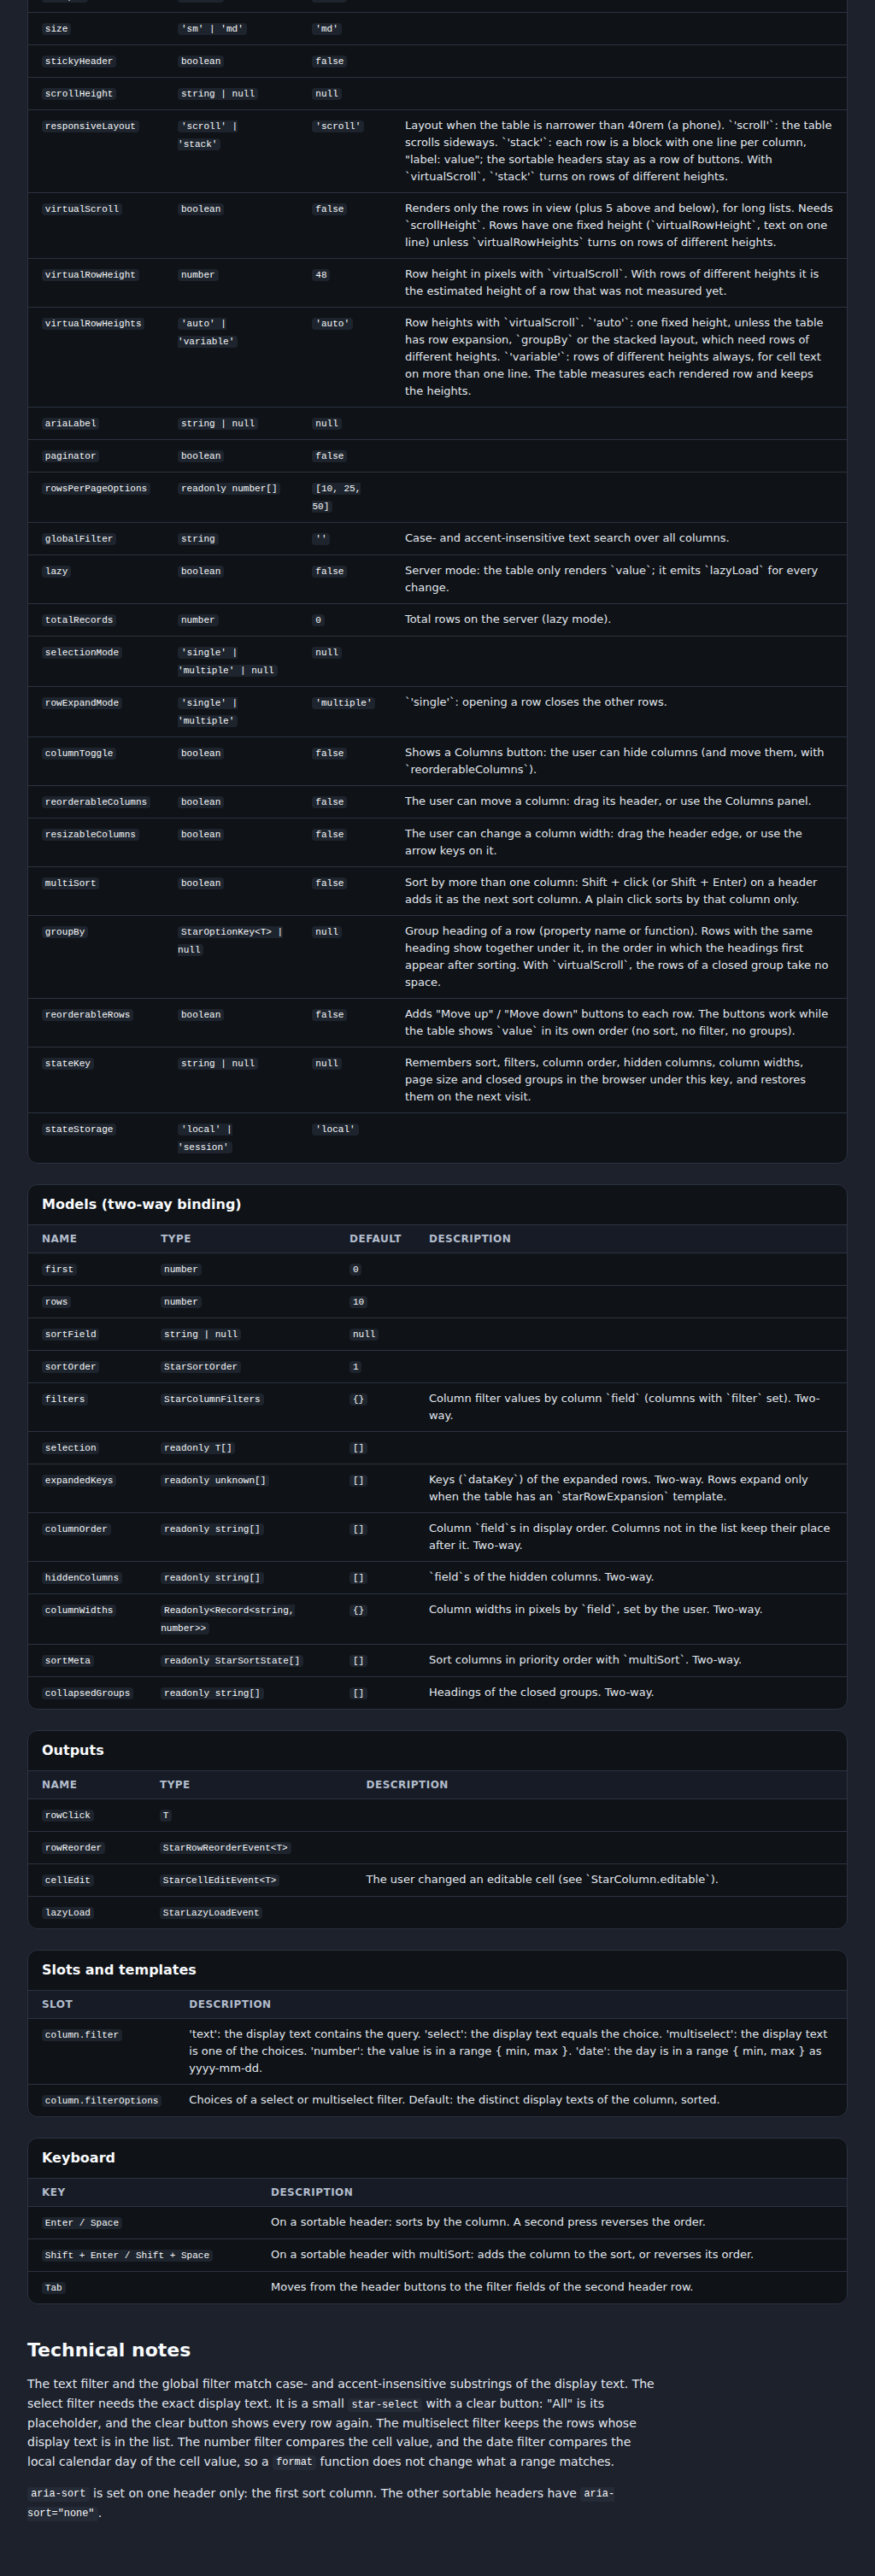 size 'sm' | 'md' 'md'
stickyHeader boolean false
scrollHeight string | null null
responsiveLayout 'scroll' | 'scroll' Layout when the table is narrower than 40rem (a phone). `'scroll'`: the table
'stack' scrolls sideways. `'stack'`: each row is a block with one line per column,
"label: value"; the sortable headers stay as a row of buttons. With
`virtualScroll`, `'stack'` turns on rows of different heights.
virtualScroll boolean false Renders only the rows in view (plus 5 above and below), for long lists. Needs
`scrollHeight`. Rows have one fixed height (`virtualRowHeight`, text on one
line) unless `virtualRowHeights` turns on rows of different heights.
virtualRowHeight number 48 Row height in pixels with `virtualScroll`. With rows of different heights it is
the estimated height of a row that was not measured yet.
virtualRowHeights 'auto' | 'auto' Row heights with `virtualScroll`. `'auto'`: one fixed height, unless the table
'variable' has row expansion, `groupBy` or the stacked layout, which need rows of
different heights. `'variable'`: rows of different heights always, for cell text
on more than one line. The table measures each rendered row and keeps
the heights.
ariaLabel string | null null
paginator boolean false
rowsPerPageOptions readonly number[] [10, 25,
50]
globalFilter string '' Case- and accent-insensitive text search over all columns.
lazy boolean false Server mode: the table only renders `value`; it emits `lazyLoad` for every
change.
totalRecords number 0 Total rows on the server (lazy mode).
selectionMode 'single' | null
'multiple' | null
rowExpandMode 'single' | 'multiple' `'single'`: opening a row closes the other rows.
'multiple'
columnToggle boolean false Shows a Columns button: the user can hide columns (and move them, with
`reorderableColumns`).
reorderableColumns boolean false The user can move a column: drag its header, or use the Columns panel.
resizableColumns boolean false The user can change a column width: drag the header edge, or use the
arrow keys on it.
multiSort boolean false Sort by more than one column: Shift + click (or Shift + Enter) on a header
adds it as the next sort column. A plain click sorts by that column only.
groupBy StarOptionKey<T> | null Group heading of a row (property name or function). Rows with the same
null heading show together under it, in the order in which the headings first
appear after sorting. With `virtualScroll`, the rows of a closed group take no
space.
reorderableRows boolean false Adds "Move up" / "Move down" buttons to each row. The buttons work while
the table shows `value` in its own order (no sort, no filter, no groups).
stateKey string | null null Remembers sort, filters, column order, hidden columns, column widths,
page size and closed groups in the browser under this key, and restores
them on the next visit.
stateStorage 'local' | 'local'
'session'
Models (two-way binding)
NAME TYPE DEFAULT DESCRIPTION
first number 0
rows number 10
sortField string | null null
sortOrder StarSortOrder 1
filters StarColumnFilters {} Column filter values by column `field` (columns with `filter` set). Two-
way.
selection readonly T[] []
expandedKeys readonly unknown[] [] Keys (`dataKey`) of the expanded rows. Two-way. Rows expand only
when the table has an `starRowExpansion` template.
columnOrder readonly string[] [] Column `field`s in display order. Columns not in the list keep their place
after it. Two-way.
hiddenColumns readonly string[] [] `field`s of the hidden columns. Two-way.
columnWidths Readonly<Record<string, {} Column widths in pixels by `field`, set by the user. Two-way.
number>>
sortMeta readonly StarSortState[] [] Sort columns in priority order with `multiSort`. Two-way.
collapsedGroups readonly string[] [] Headings of the closed groups. Two-way.
Outputs
NAME TYPE DESCRIPTION
rowClick T
rowReorder StarRowReorderEvent<T>
cellEdit StarCellEditEvent<T> The user changed an editable cell (see `StarColumn.editable`).
lazyLoad StarLazyLoadEvent
Slots and templates
SLOT DESCRIPTION
column.filter 'text': the display text contains the query. 'select': the display text equals the choice. 'multiselect': the display text
is one of the choices. 'number': the value is in a range { min, max }. 'date': the day is in a range { min, max } as
yyyy-mm-dd.
column.filterOptions Choices of a select or multiselect filter. Default: the distinct display texts of the column, sorted.
Keyboard
KEY DESCRIPTION
Enter / Space On a sortable header: sorts by the column. A second press reverses the order.
Shift + Enter / Shift + Space On a sortable header with multiSort: adds the column to the sort, or reverses its order.
Tab Moves from the header buttons to the filter fields of the second header row.
Technical notes
The text filter and the global filter match case- and accent-insensitive substrings of the display text. The
select filter needs the exact display text. It is a small star-select with a clear button: "All" is its
placeholder, and the clear button shows every row again. The multiselect filter keeps the rows whose
display text is in the list. The number filter compares the cell value, and the date filter compares the
local calendar day of the cell value, so a format function does not change what a range matches.
aria-sort is set on one header only: the first sort column. The other sortable headers have aria-
sort="none" .